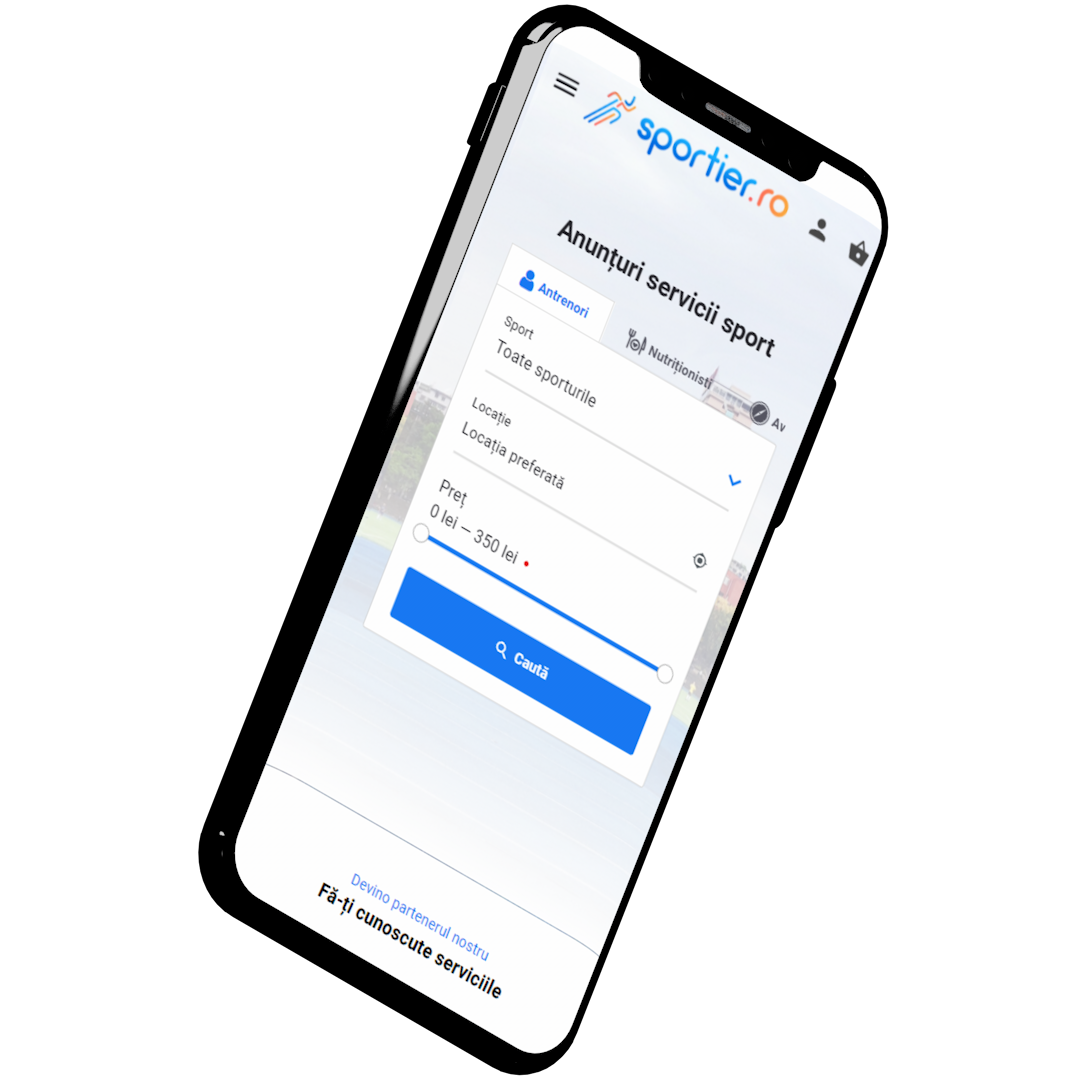 sportier.ro
Anunțuri servicii sport
Antrenori
Nutriționisti
Av
Sport
Toate sporturile
Locație
Locația preferată
Preț
0 lei – 350 lei
Caută
Devino partenerul nostru
Fă-ți cunoscute serviciile